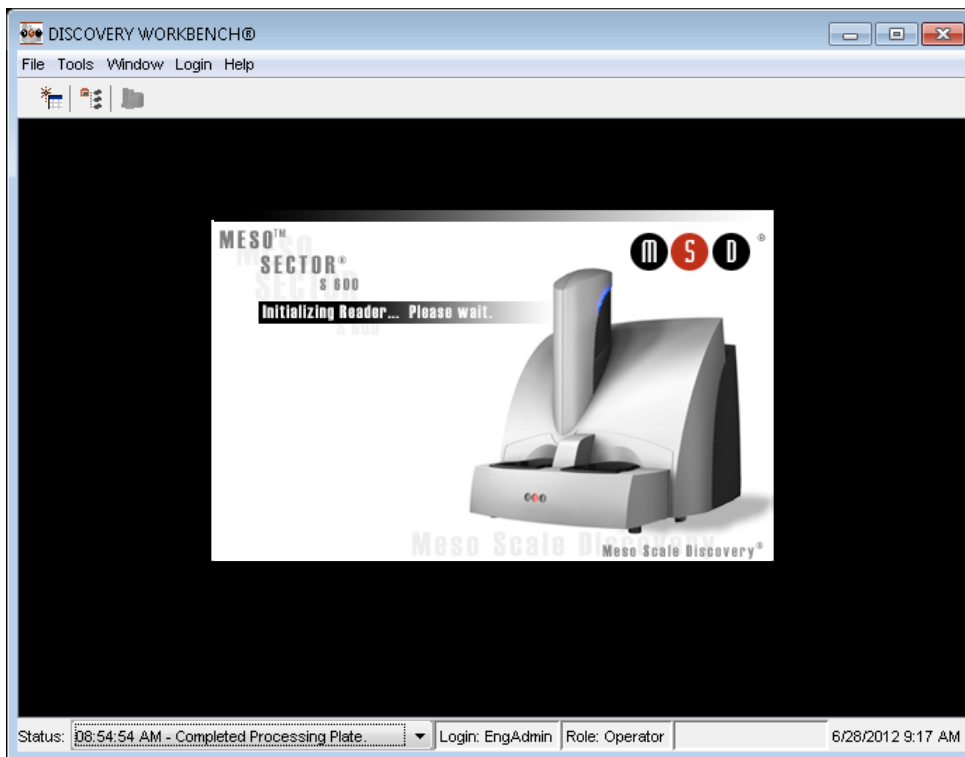 DISCOVERY WORKBENCH®
File Tools Window Login Help
MESO™
SECTOR®
S 600
Initializing Reader... Please wait.
MSD®
Meso Scale Discovery
Meso Scale Discovery®
Status: 08:54:54 AM - Completed Processing Plate. Login: EngAdmin Role: Operator 6/28/2012 9:17 AM